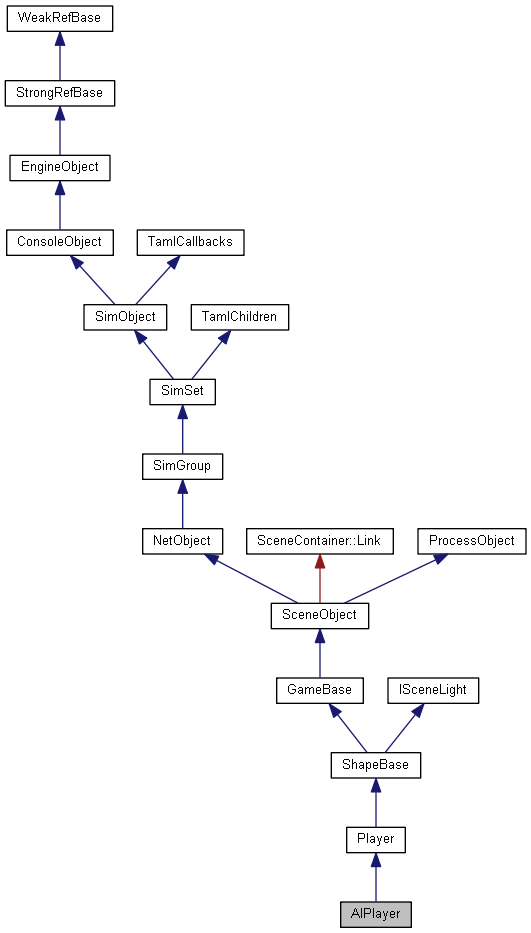 WeakRefBase
StrongRefBase
EngineObject
ConsoleObject
TamlCallbacks
SimObject
TamlChildren
SimSet
SimGroup
NetObject
SceneContainer::Link
ProcessObject
SceneObject
GameBase
ISceneLight
ShapeBase
Player
AIPlayer